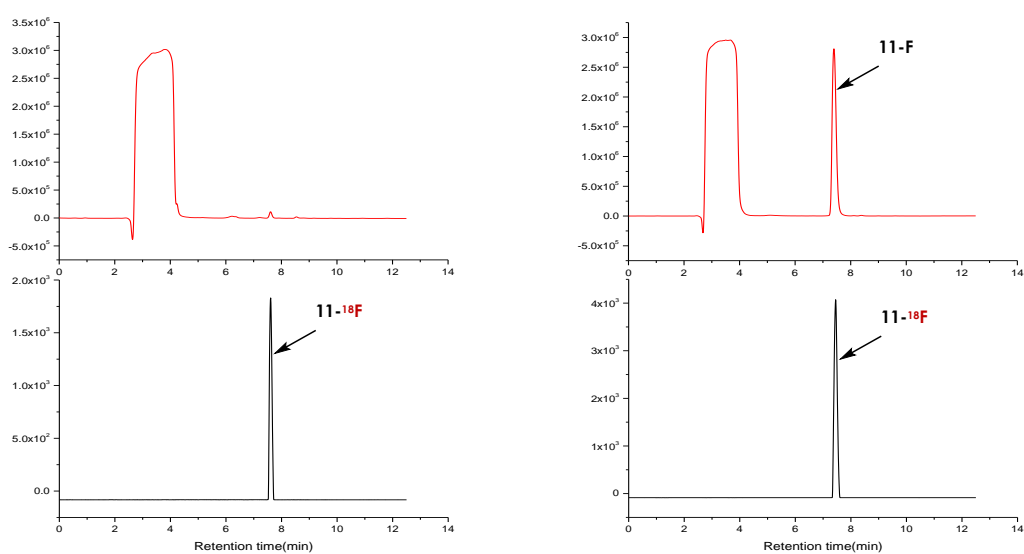 3.5x10⁶
3.0x10⁶
2.5x10⁶
2.0x10⁶
1.5x10⁶
1.0x10⁶
5.0x10⁵
0.0
-5.0x10⁵
0 2 4 6 8 10 12 14
3.0x10⁶
2.5x10⁶
2.0x10⁶
1.5x10⁶
1.0x10⁶
5.0x10⁵
0.0
-5.0x10⁵
11-F
0 2 4 6 8 10 12 14
2.0x10³
1.5x10³
1.0x10³
5.0x10²
0.0
11-¹⁸F
0 2 4 6 8 10 12 14
Retention time(min)
4x10³
3x10³
2x10³
1x10³
0
11-¹⁸F
0 2 4 6 8 10 12 14
Retention time(min)